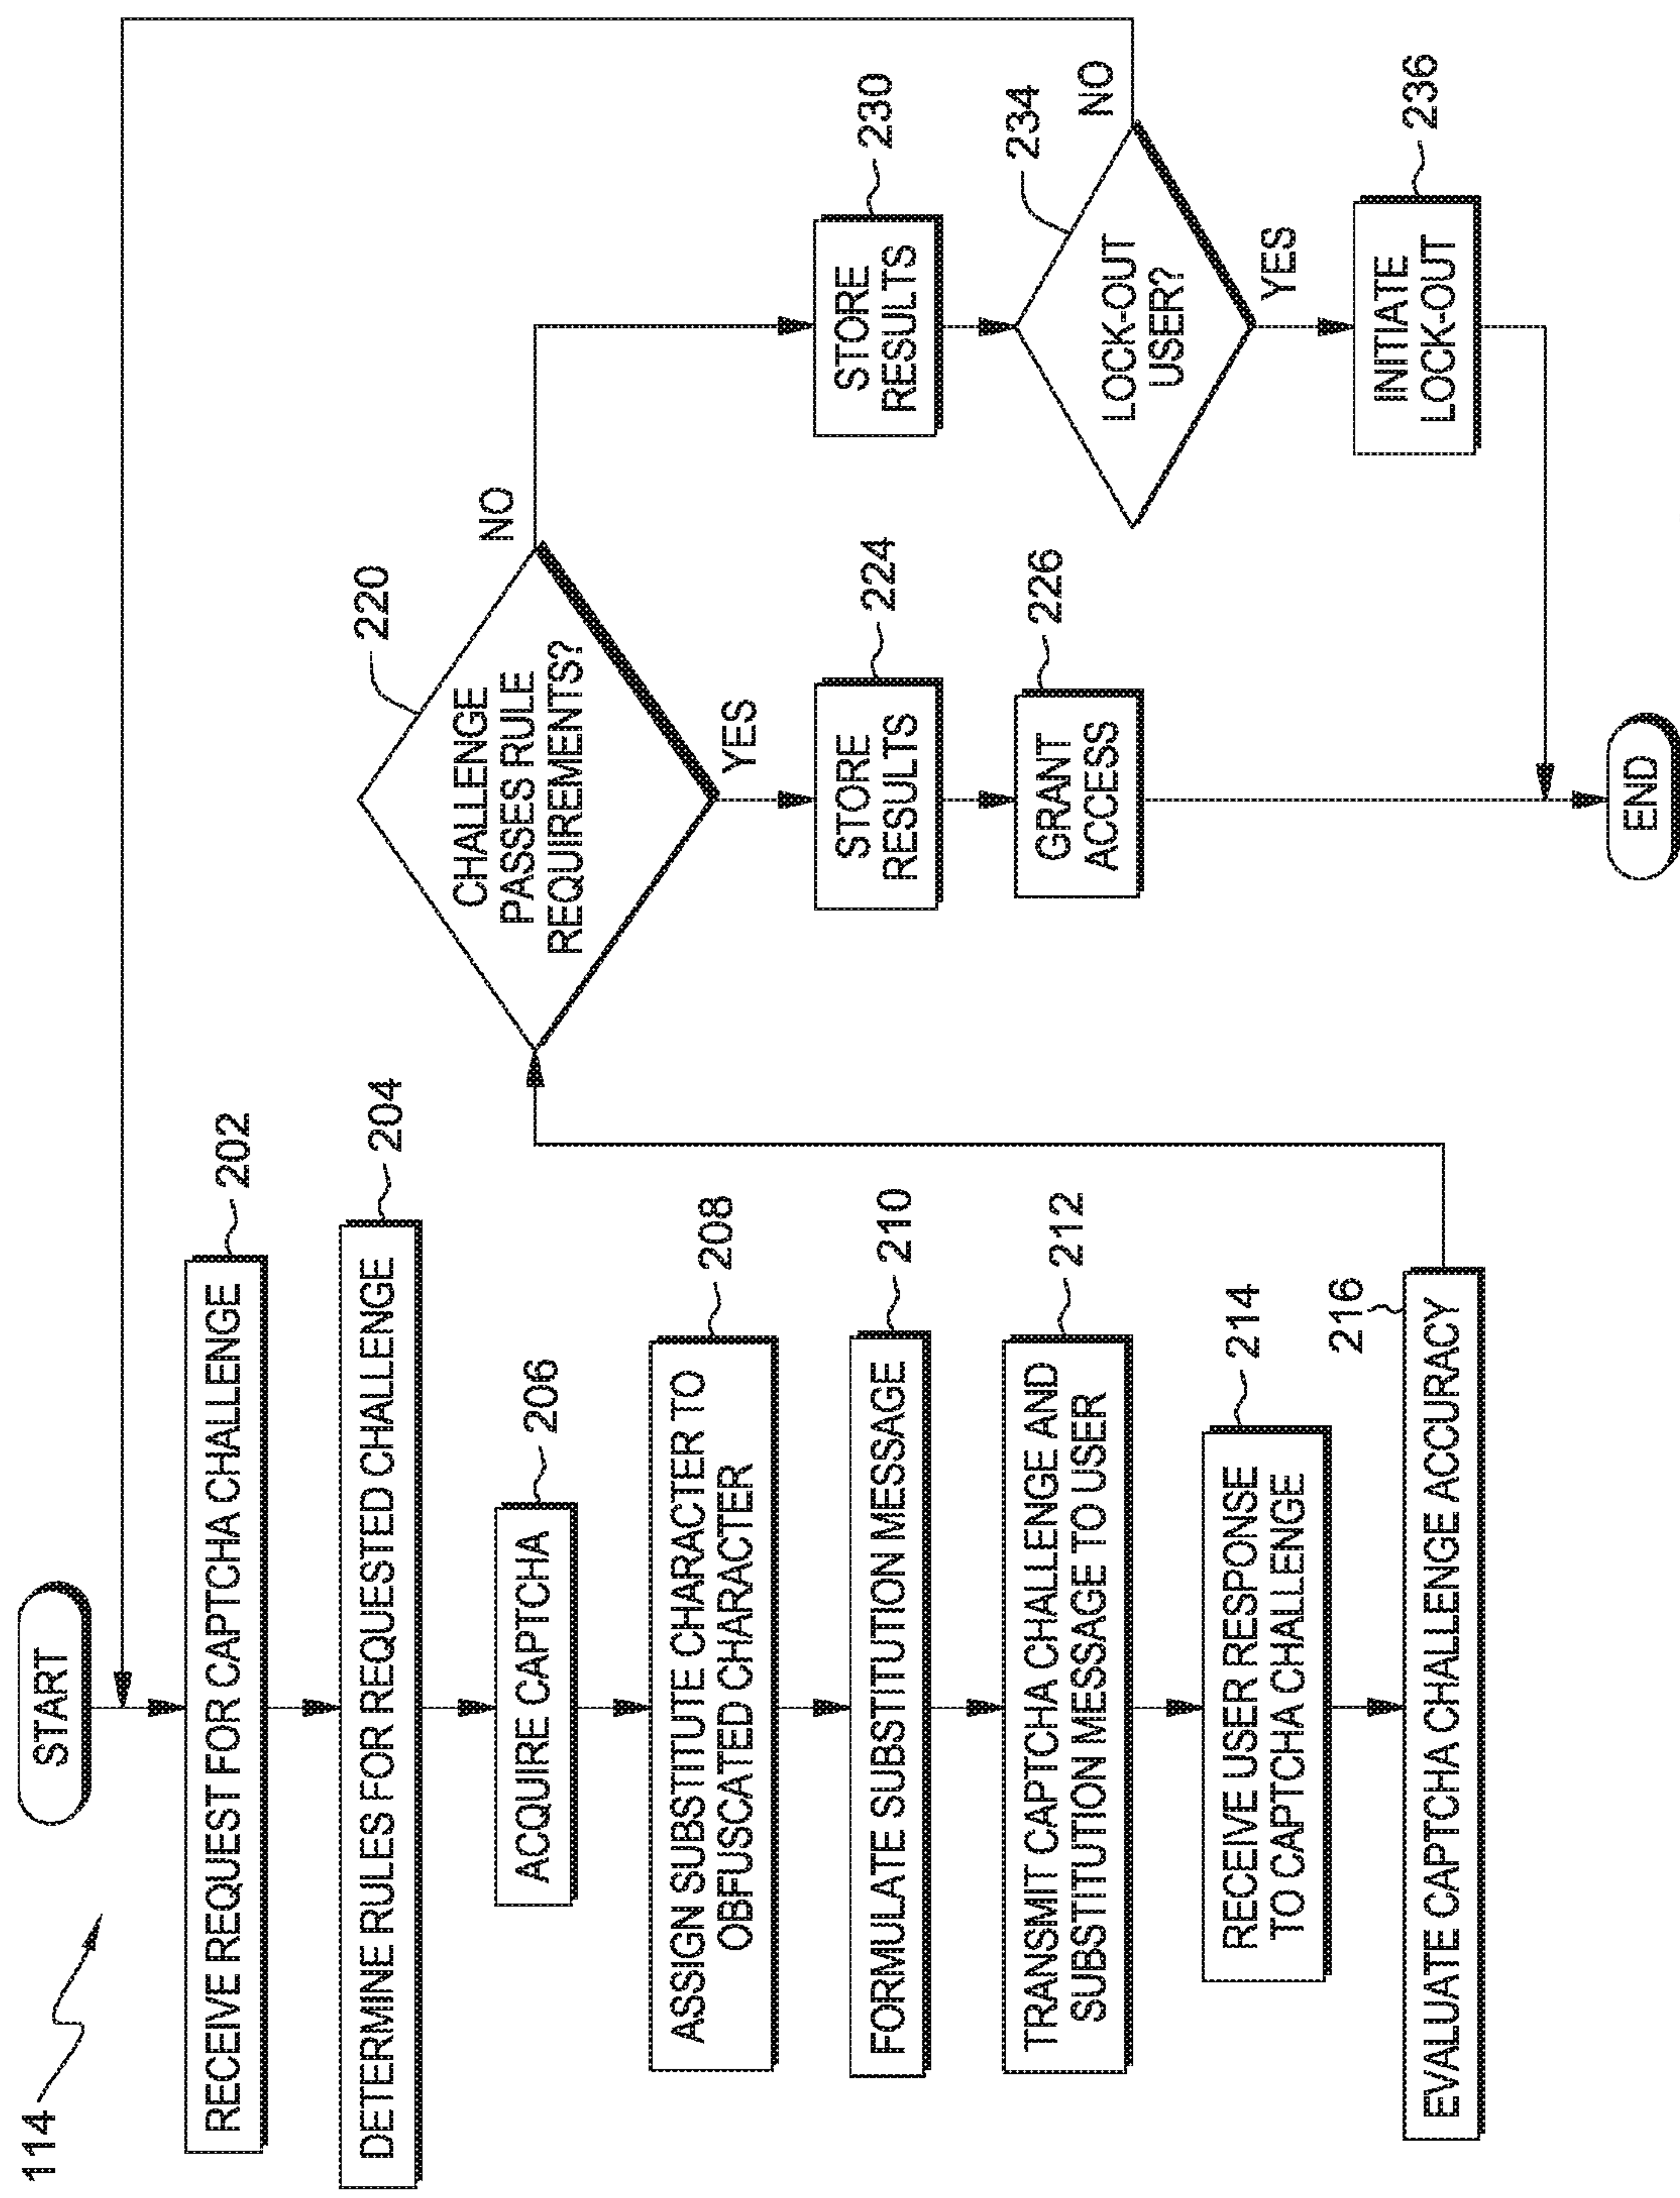 114
START
RECEIVE REQUEST FOR CAPTCHA CHALLENGE
202
DETERMINE RULES FOR REQUESTED CHALLENGE
204
ACQUIRE CAPTCHA
206
ASSIGN SUBSTITUTE CHARACTER TO
OBFUSCATED CHARACTER
208
FORMULATE SUBSTITUTION MESSAGE
210
TRANSMIT CAPTCHA CHALLENGE AND
SUBSTITUTION MESSAGE TO USER
212
RECEIVE USER RESPONSE
TO CAPTCHA CHALLENGE
214
EVALUATE CAPTCHA CHALLENGE ACCURACY
216
CHALLENGE
PASSES RULE
REQUIREMENTS?
220
NO
YES
STORE
RESULTS
224
GRANT
ACCESS
226
STORE
RESULTS
230
LOCK-OUT
USER?
234
NO
YES
INITIATE
LOCK-OUT
236
END